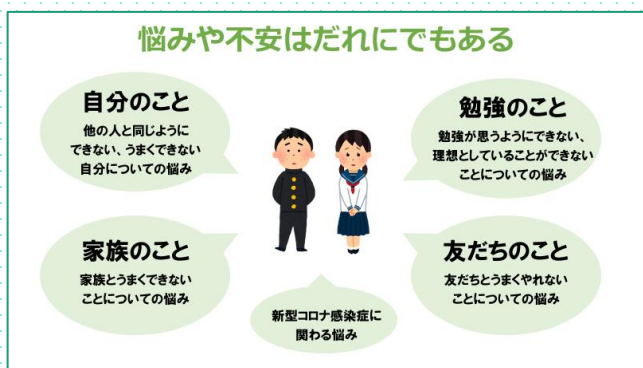 悩みや不安はだれにでもある
自分のこと
他の人と同じように
できない、うまくできない
自分についての悩み
勉強のこと
勉強が思うようにできない、
理想としていることができない
ことについての悩み
家族のこと
家族とうまくできない
ことについての悩み
友だちのこと
友だちとうまくやれない
ことについての悩み
新型コロナ感染症に
関わる悩み